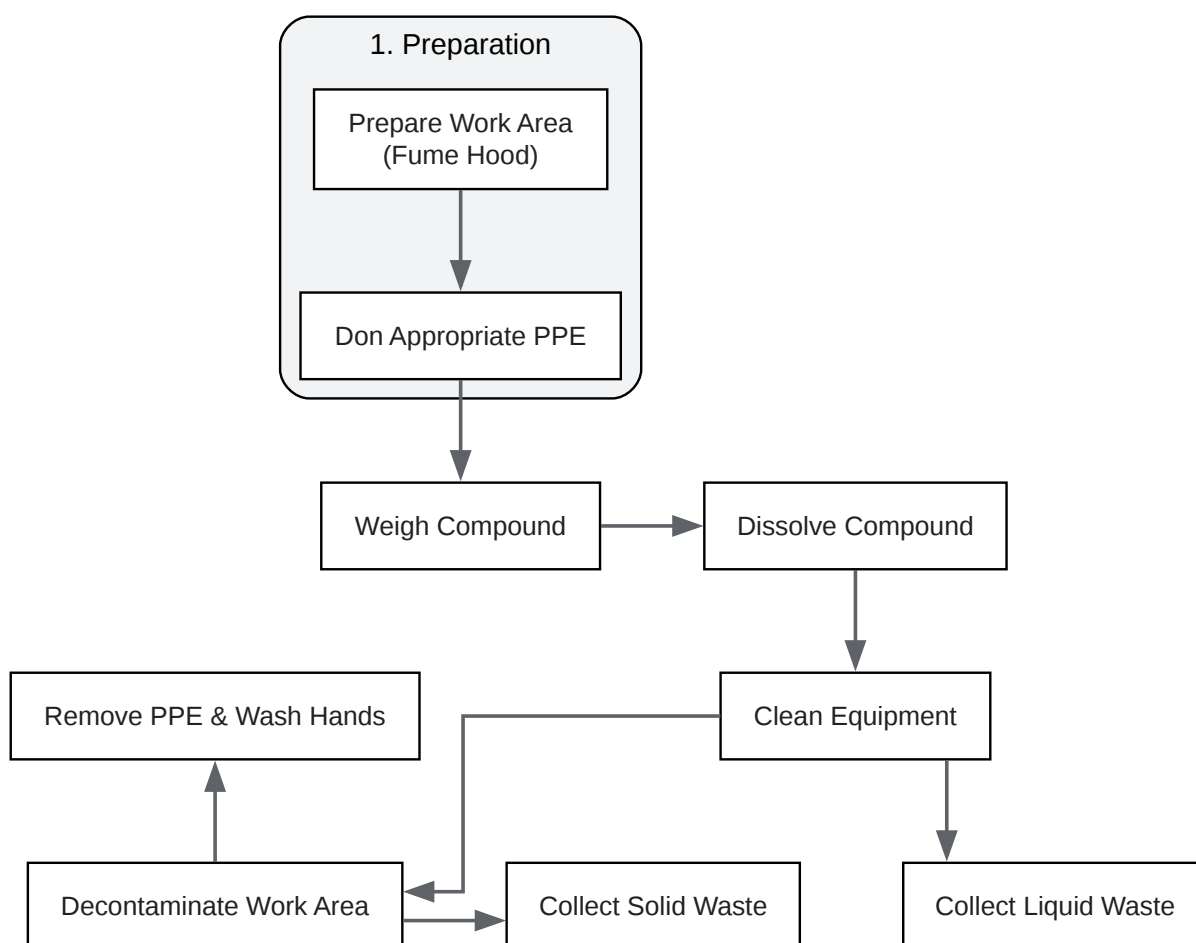 1. Preparation
Prepare Work Area
(Fume Hood)
Don Appropriate PPE
Weigh Compound
Dissolve Compound
Remove PPE & Wash Hands
Clean Equipment
Decontaminate Work Area
Collect Solid Waste
Collect Liquid Waste